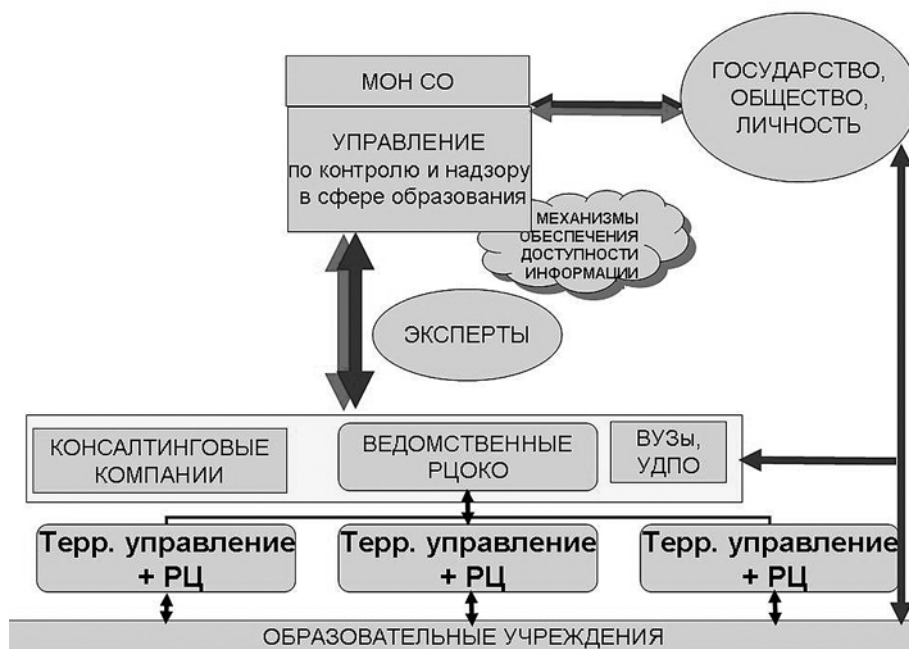 МОН СО
УПРАВЛЕНИЕ
по контролю и надзору
в сфере образования
ГОСУДАРСТВО,
ОБЩЕСТВО,
ЛИЧНОСТЬ
МЕХАНИЗМЫ
ОБЕСПЕЧЕНИЯ
ДОСТУПНОСТИ
ИНФОРМАЦИИ
ЭКСПЕРТЫ
КОНСАЛТИНГОВЫЕ
КОМПАНИИ
ВЕДОМСТВЕННЫЕ
РЦОКО
ВУЗы,
УДПО
Терр. управление
+ РЦ
Терр. управление
+ РЦ
Терр. управление
+ РЦ
ОБРАЗОВАТЕЛЬНЫЕ УЧРЕЖДЕНИЯ